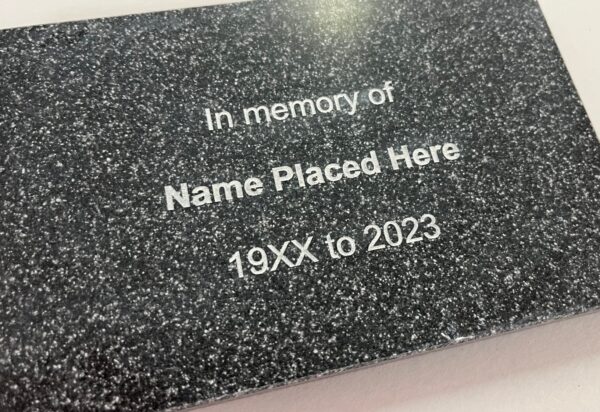 In memory of
Name Placed Here
19XX to 2023